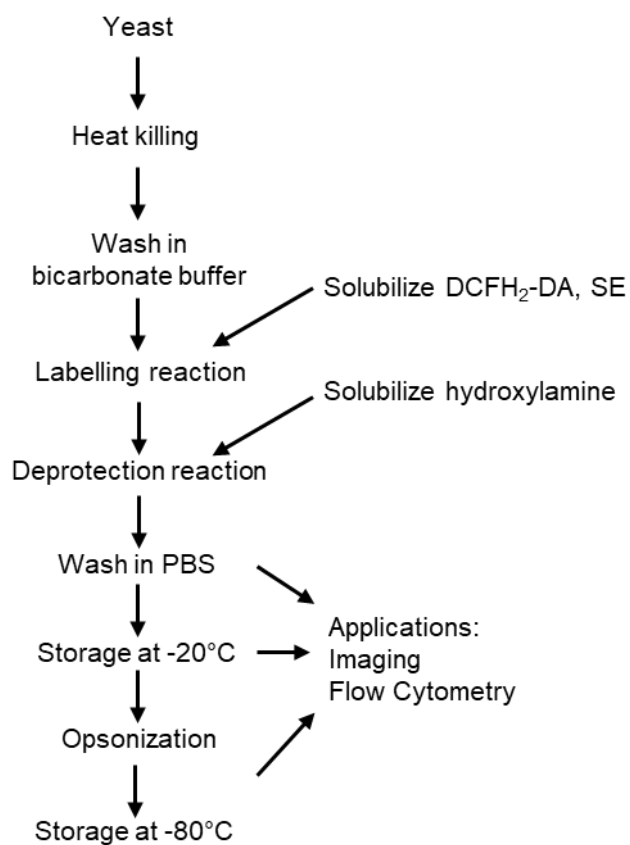 Yeast
Heat killing
Wash in
bicarbonate buffer
Solubilize DCFH₂-DA, SE
Labelling reaction
Solubilize hydroxylamine
Deprotection reaction
Wash in PBS
Applications:
Imaging
Flow Cytometry
Storage at -20°C
Opsonization
Storage at -80°C